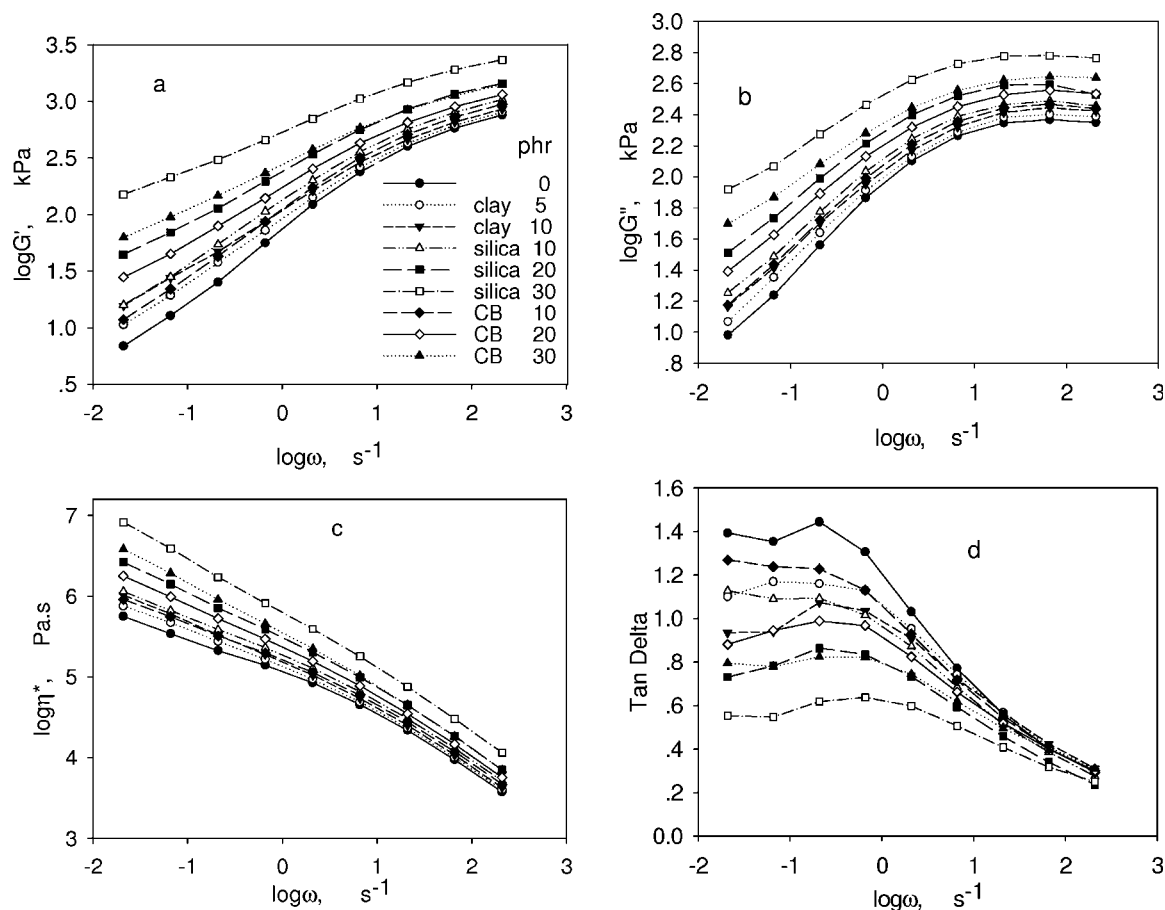 a
logG', kPa
3.5
3.0
2.5
2.0
1.5
1.0
.5
-2 -1 0 1 2 3
logω, s⁻¹
phr
0
clay 5
clay 10
silica 10
silica 20
silica 30
CB 10
CB 20
CB 30
b
logG'', kPa
3.0
2.8
2.6
2.4
2.2
2.0
1.8
1.6
1.4
1.2
1.0
.8
-2 -1 0 1 2 3
logω, s⁻¹
c
logη*, Pa.s
7
6
5
4
3
-2 -1 0 1 2 3
logω, s⁻¹
d
Tan Delta
1.6
1.4
1.2
1.0
.8
.6
.4
.2
0.0
-2 -1 0 1 2 3
logω, s⁻¹